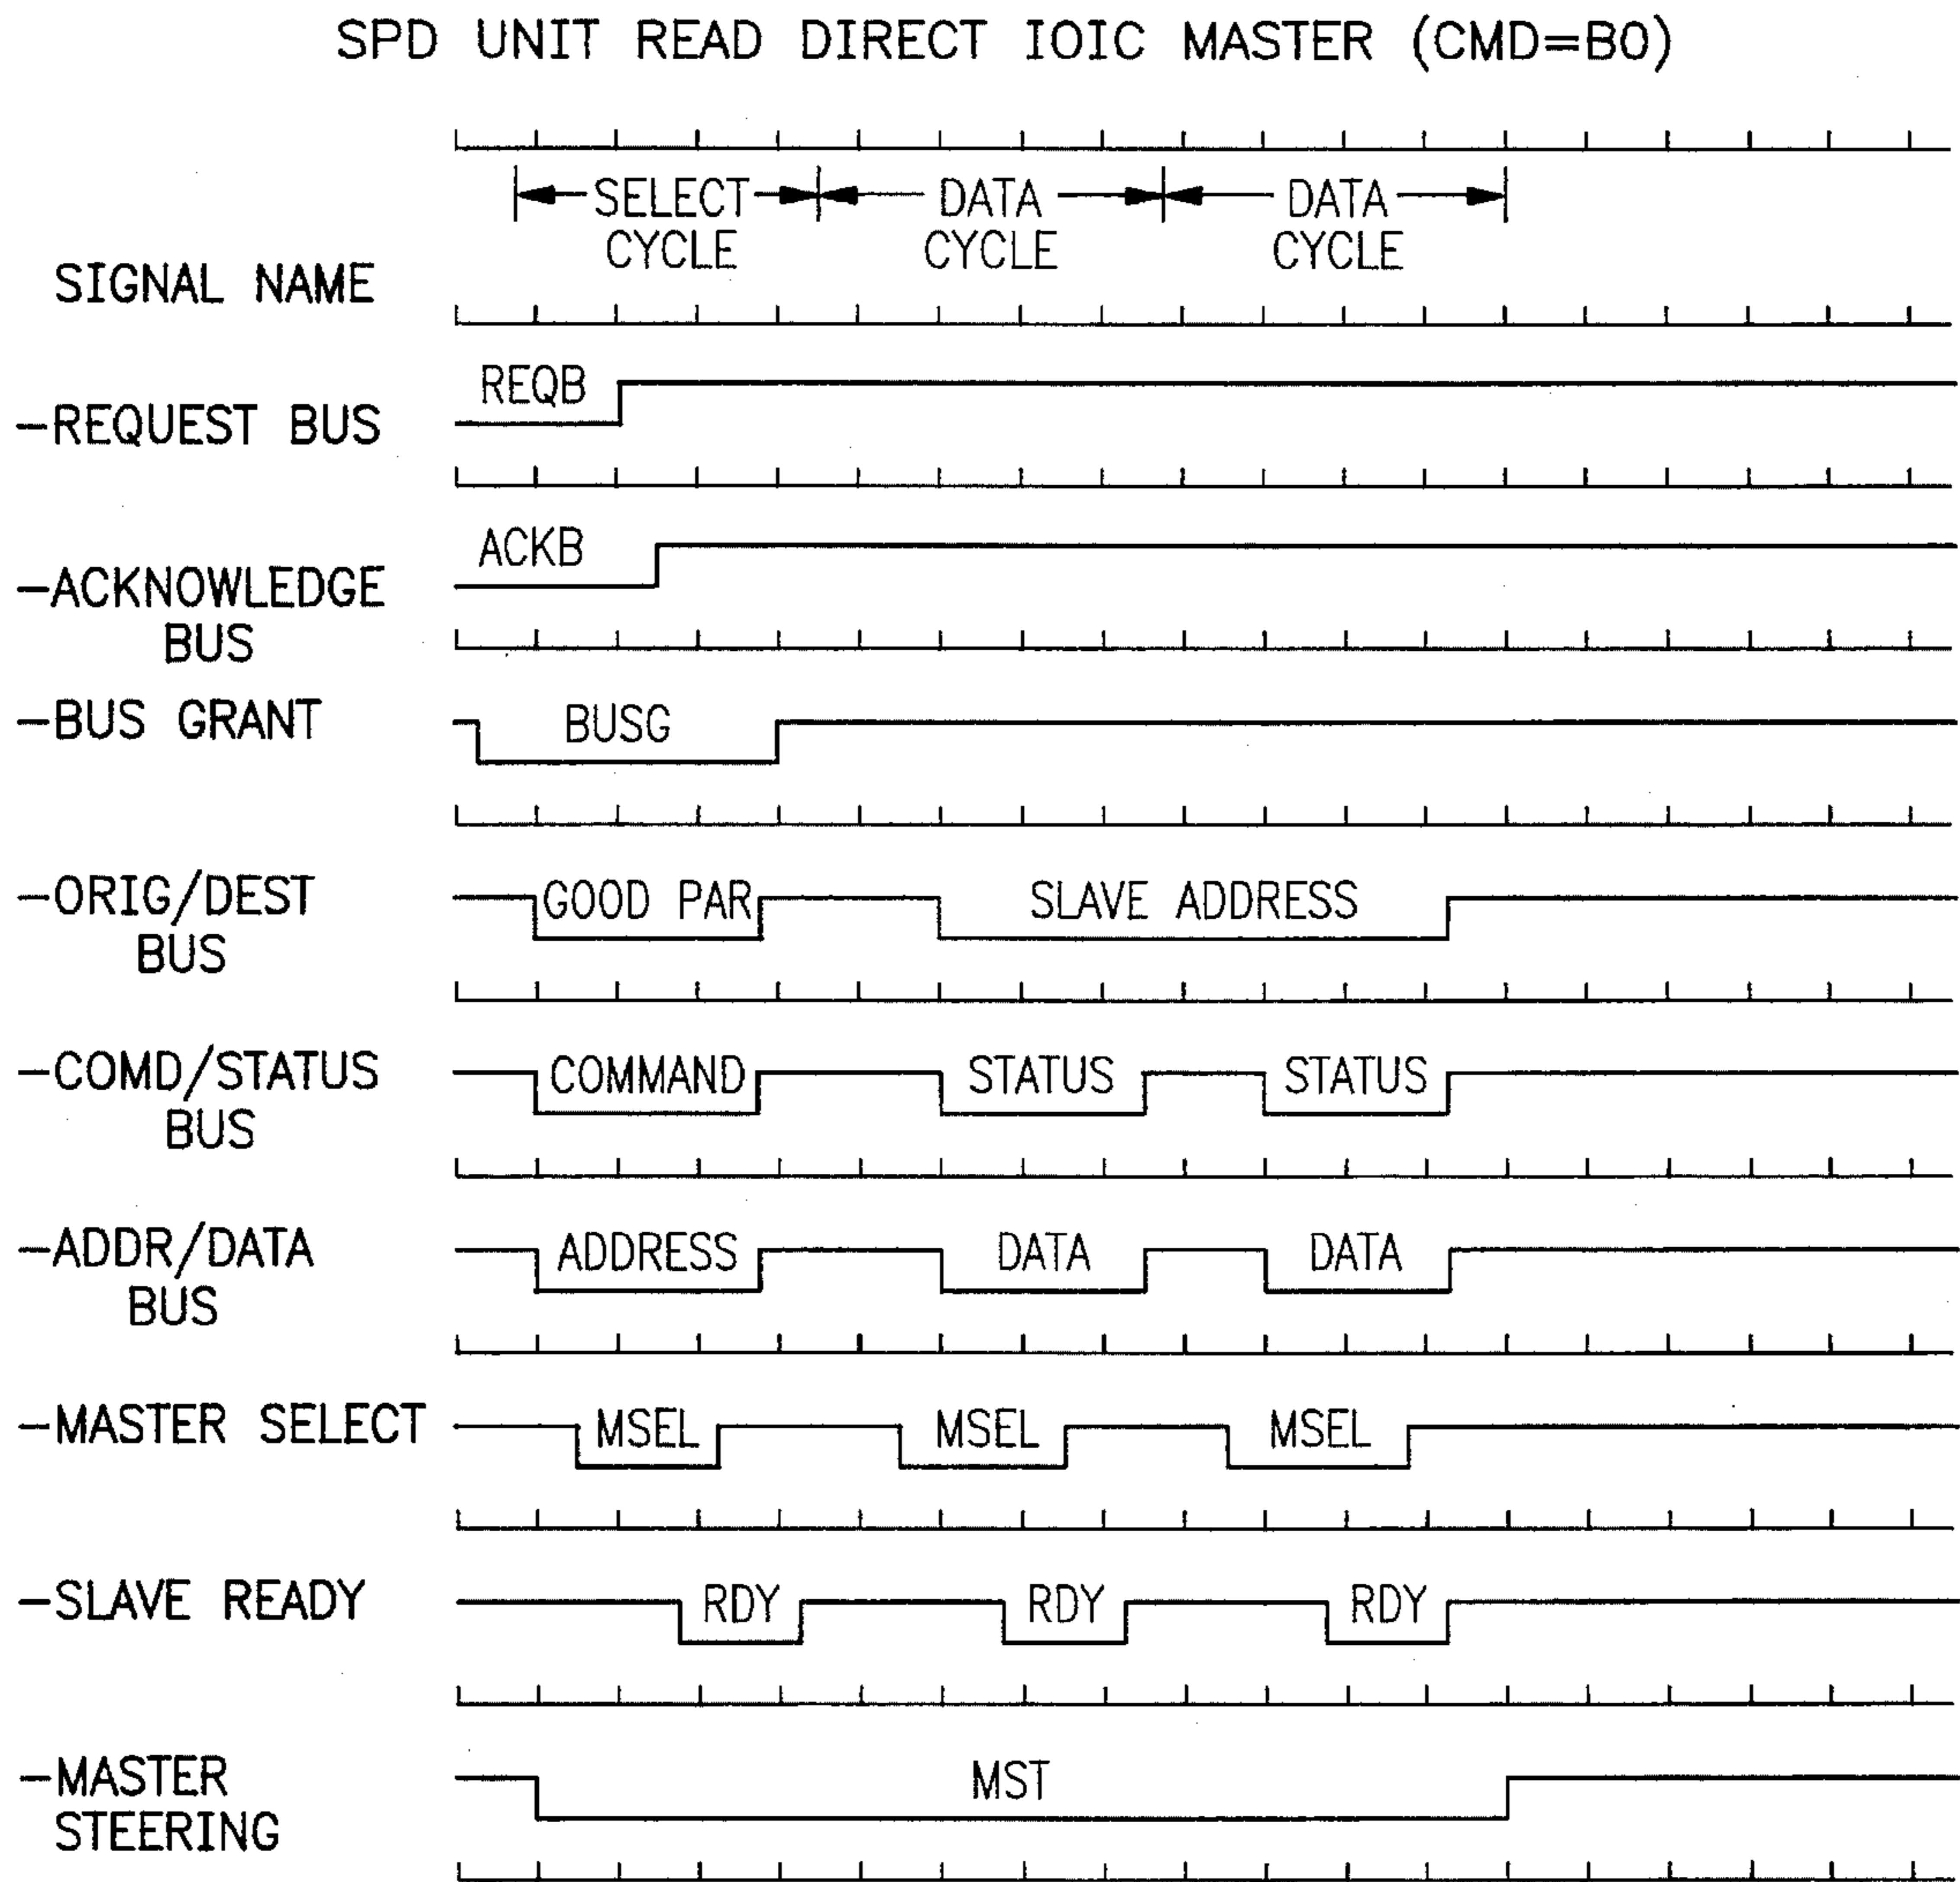 SPD UNIT READ DIRECT IOIC MASTER (CMD=B0)
SELECT CYCLE
DATA CYCLE
DATA CYCLE
SIGNAL NAME
REQB
-REQUEST BUS
ACKB
-ACKNOWLEDGE
BUS
-BUS GRANT
BUSG
-ORIG/DEST
BUS
GOOD PAR
SLAVE ADDRESS
-COMD/STATUS
BUS
COMMAND
STATUS
STATUS
-ADDR/DATA
BUS
ADDRESS
DATA
DATA
-MASTER SELECT
MSEL
MSEL
MSEL
-SLAVE READY
RDY
RDY
RDY
-MASTER
STEERING
MST